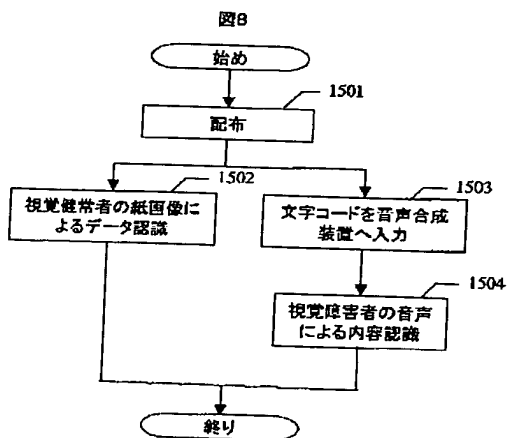 図8
始め
1501
配布
1502
視覚健常者の紙画像に
よるデータ認識
1503
文字コードを音声合成
装置へ入力
1504
視覚障害者の音声
による内容認識
終り